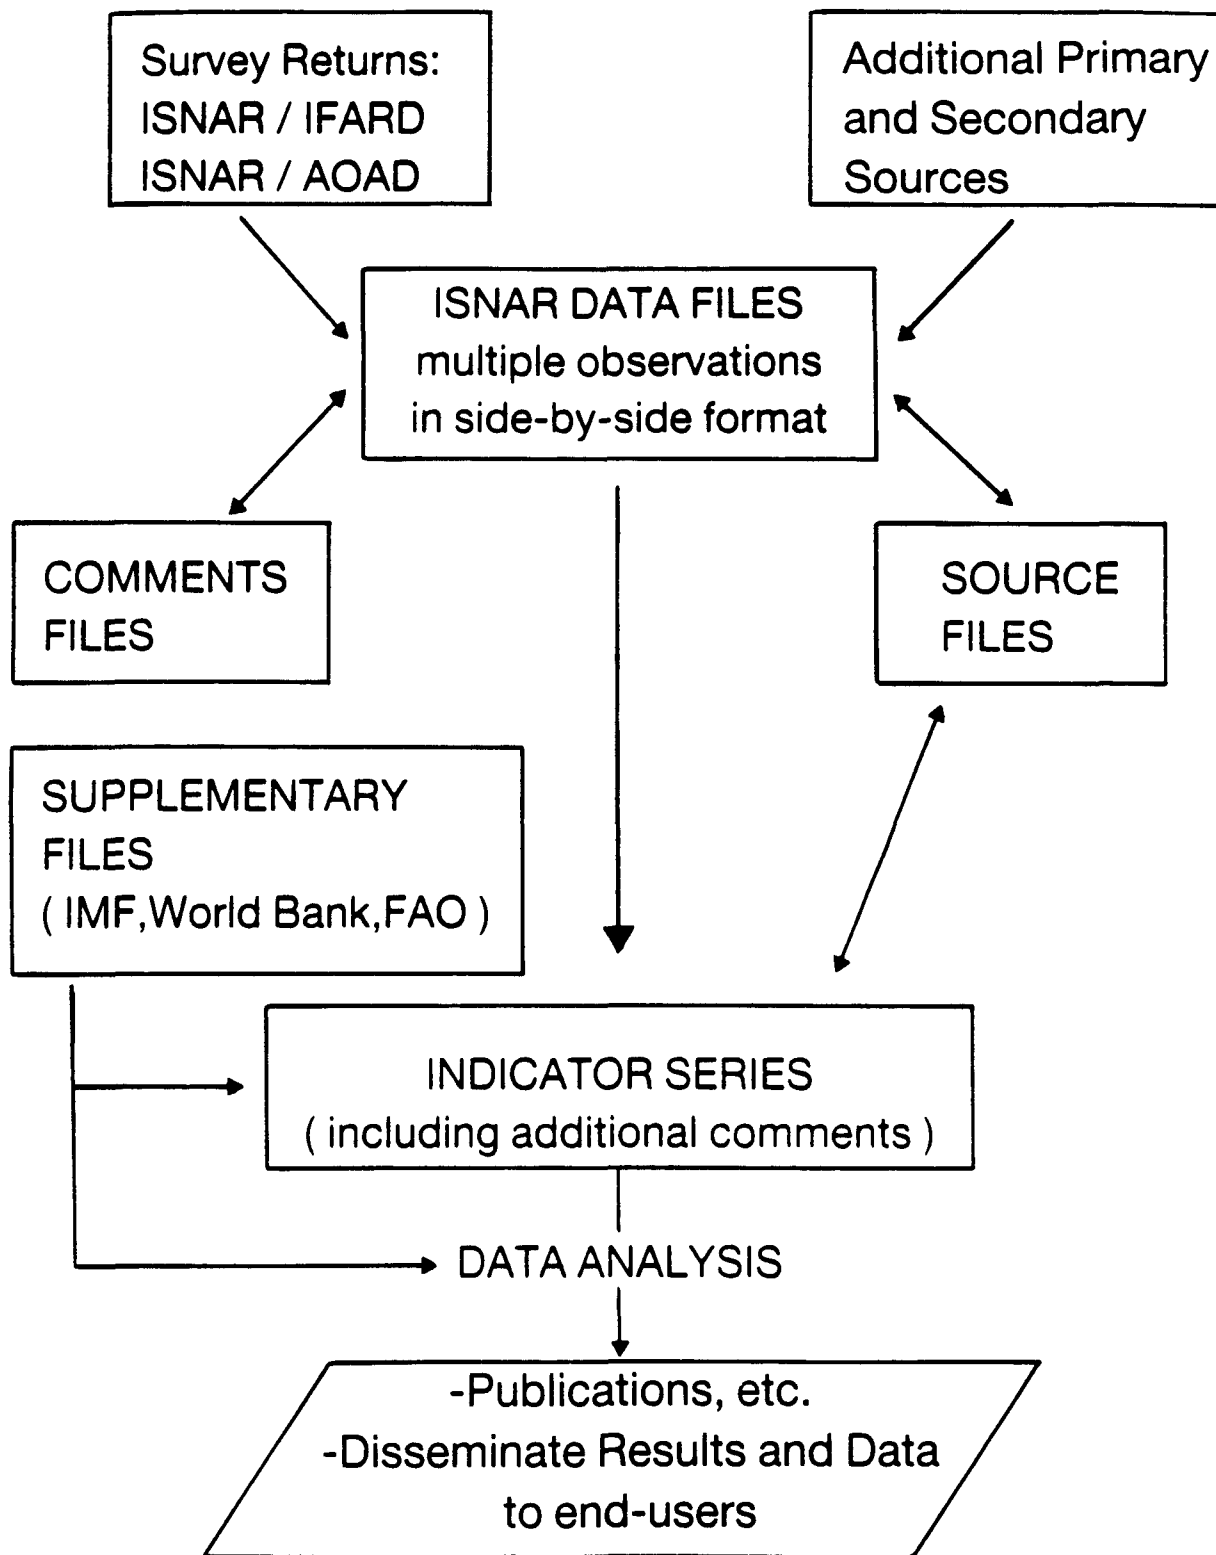 Survey Returns:
ISNAR / IFARD
ISNAR / AOAD
Additional Primary
and Secondary
Sources
ISNAR DATA FILES
multiple observations
in side-by-side format
COMMENTS
FILES
SOURCE
FILES
SUPPLEMENTARY
FILES
( IMF,World Bank,FAO )
INDICATOR SERIES
( including additional comments )
DATA ANALYSIS
-Publications, etc.
-Disseminate Results and Data
to end-users